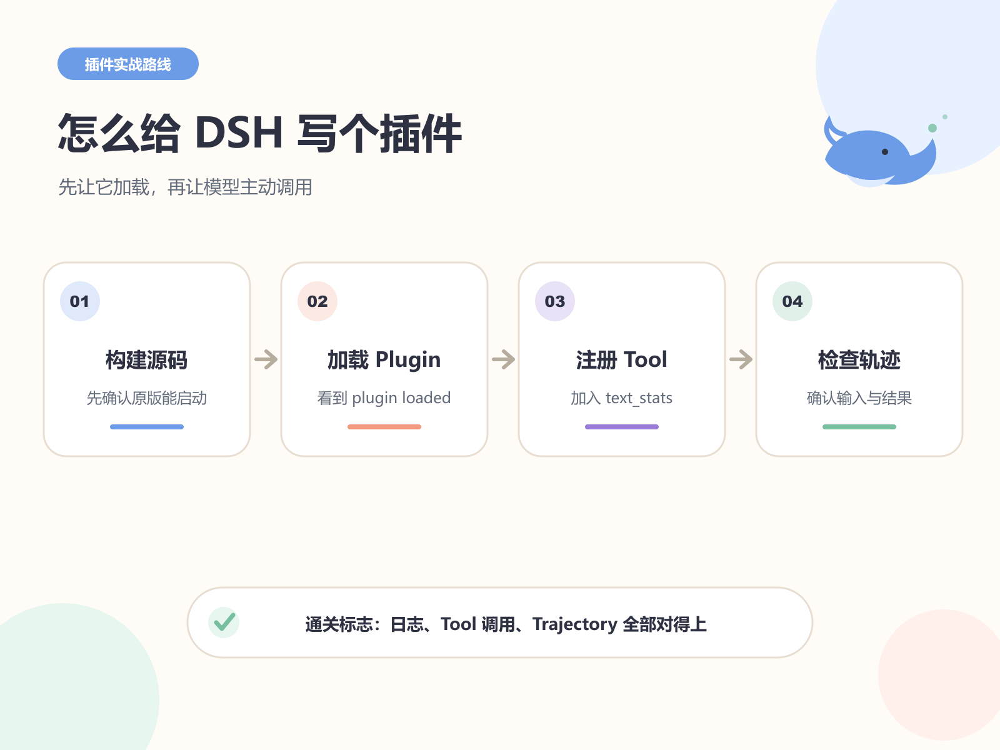 插件实战路线
怎么给 DSH 写个插件
先让它加载，再让模型主动调用
01
构建源码
先确认原版能启动
02
加载 Plugin
看到 plugin loaded
03
注册 Tool
加入 text_stats
04
检查轨迹
确认输入与结果
通关标志：日志、Tool 调用、Trajectory 全部对得上